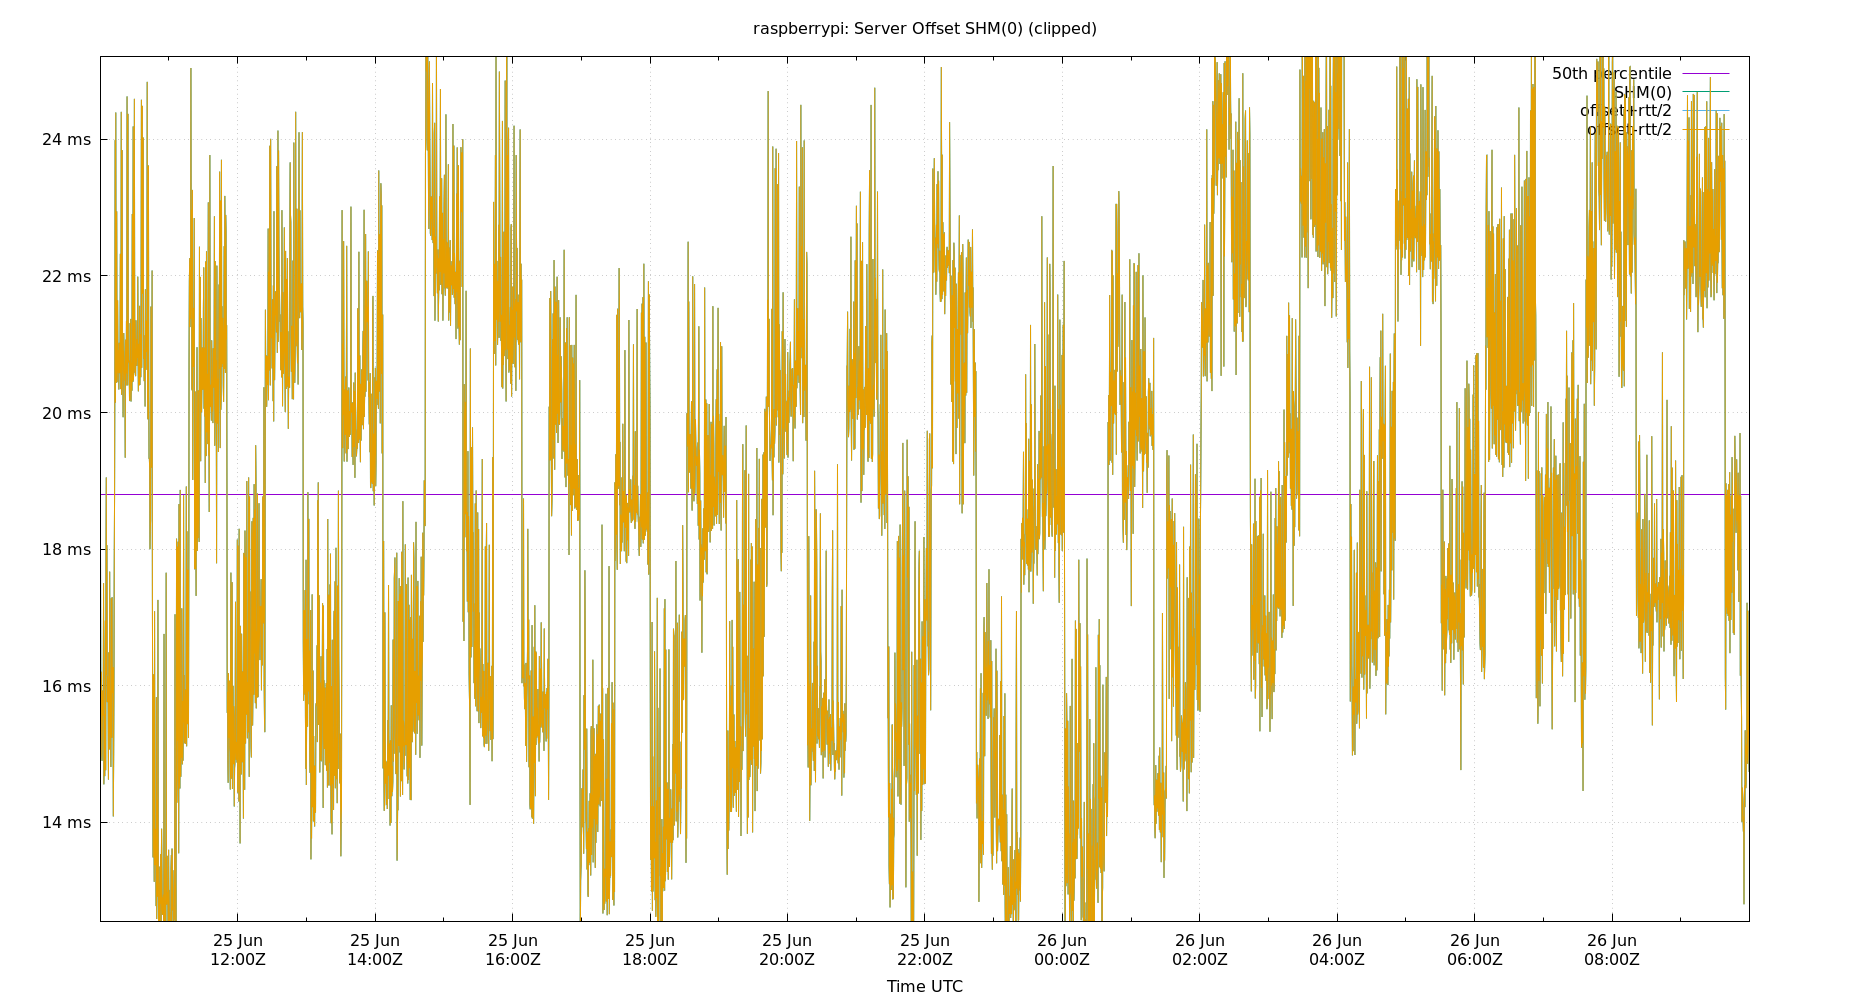 raspberrypi: Server Offset SHM(0) (clipped)
50th percentile
SHM(0)
offset+rtt/2
offset-rtt/2
24 ms
22 ms
20 ms
18 ms
16 ms
14 ms
25 Jun 25 Jun 25 Jun 25 Jun 25 Jun 25 Jun 26 Jun 26 Jun 26 Jun 26 Jun 26 Jun
12:00Z 14:00Z 16:00Z 18:00Z 20:00Z 22:00Z 00:00Z 02:00Z 04:00Z 06:00Z 08:00Z
Time UTC